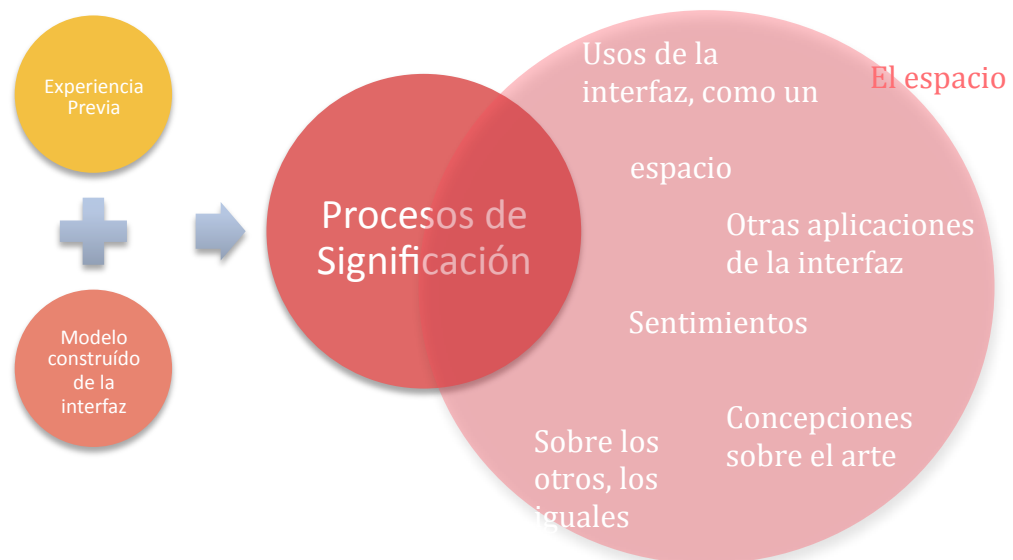 Experiencia
Previa
Modelo
construído
de la
interfaz
Procesos de
Significación
Usos de la
interfaz, como un
espacio
El espacio
Otras aplicaciones
de la interfaz
Sentimientos
Concepciones
sobre el arte
Sobre los
otros, los
iguales